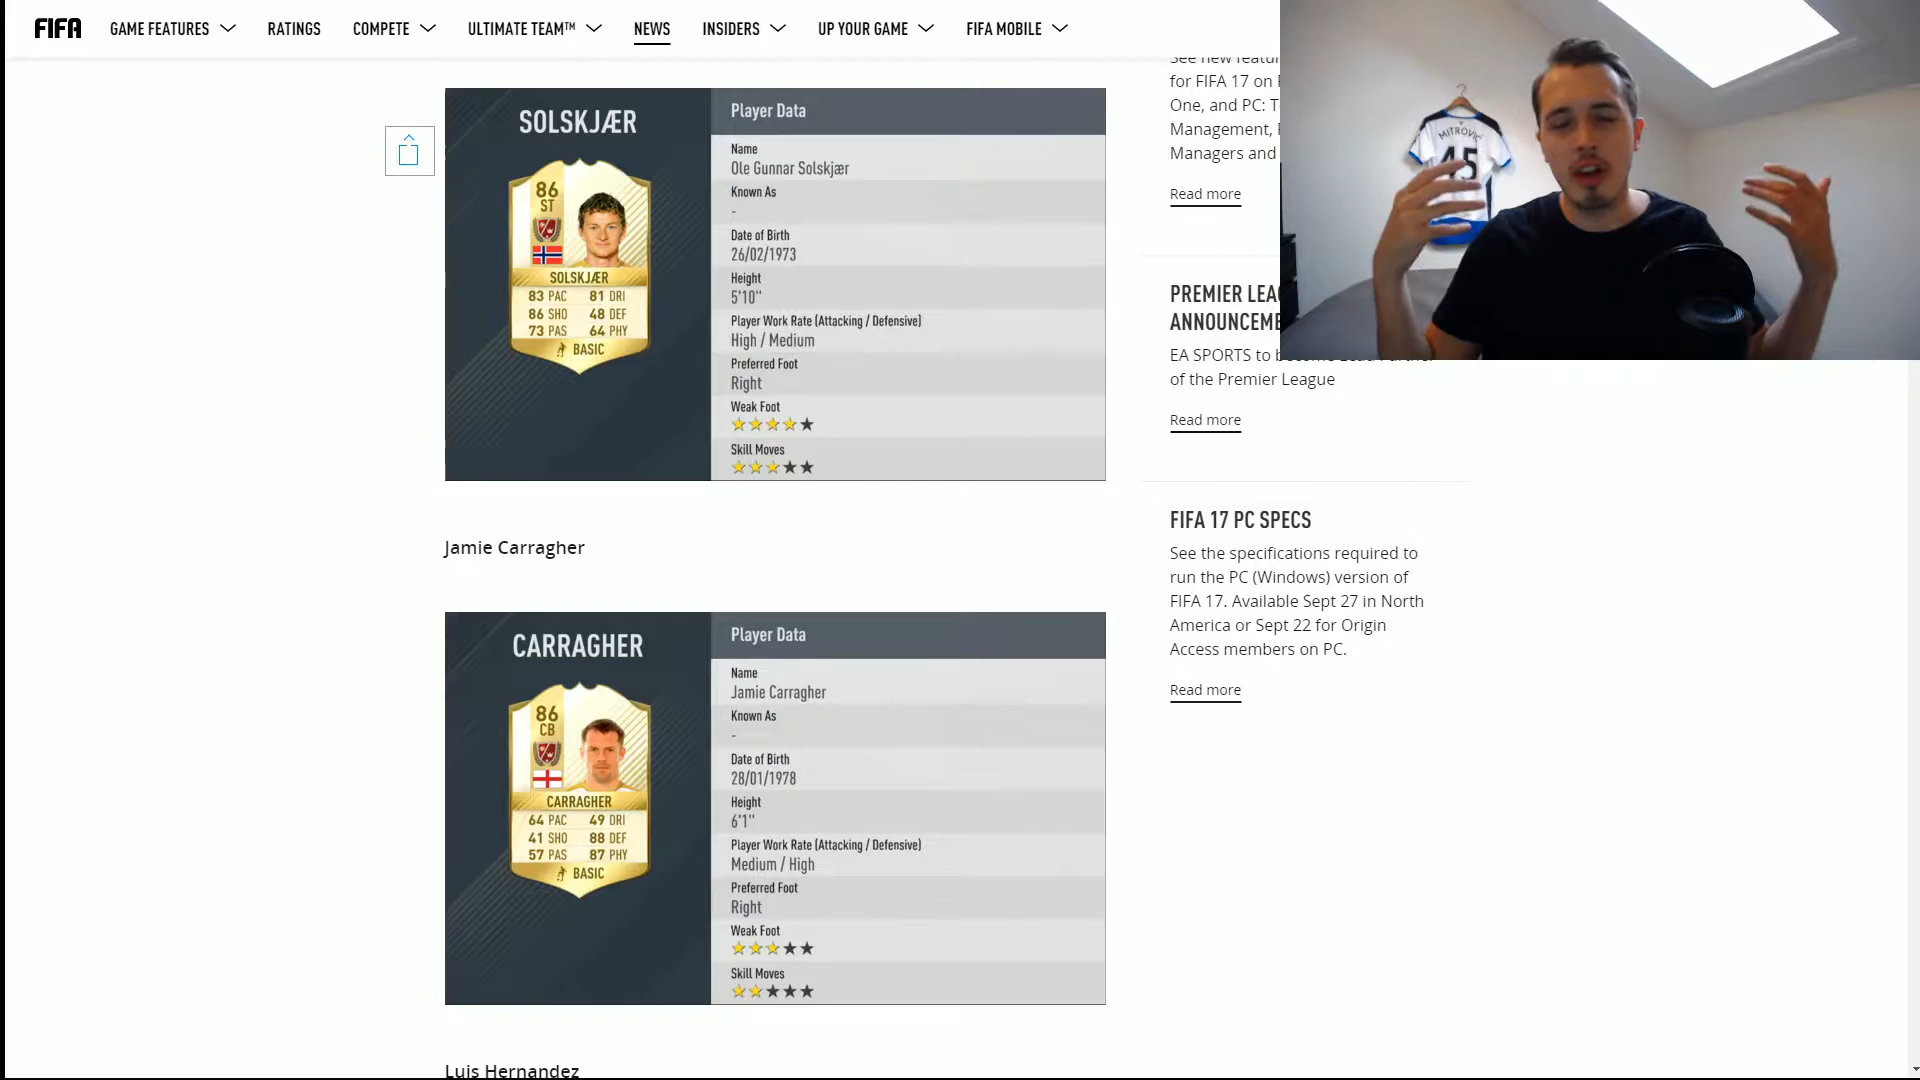 FIFA
GAME FEATURES
RATINGS
COMPETE
ULTIMATE TEAM™
NEWS
INSIDERS
UP YOUR GAME
FIFA MOBILE
SOLSKJÆR
86
ST
SOLSKJÆR
83 PAC 81 DRI
86 SHO 48 DEF
73 PAS 64 PHY
BASIC
Player Data
Name
Ole Gunnar Solskjær
Known As
-
Date of Birth
26/02/1973
Height
5'10"
Player Work Rate (Attacking / Defensive)
High / Medium
Preferred Foot
Right
Weak Foot
Skill Moves
Jamie Carragher
CARRAGHER
86
CB
CARRAGHER
64 PAC 49 DRI
41 SHO 88 DEF
57 PAS 87 PHY
BASIC
Player Data
Name
Jamie Carragher
Known As
-
Date of Birth
28/01/1978
Height
6'1"
Player Work Rate (Attacking / Defensive)
Medium / High
Preferred Foot
Right
Weak Foot
Skill Moves
Luis Hernandez
See new
for FIFA 17 on
One, and PC:
Management,
Managers and
Read more
PREMIER
EA SPORTS to
of the Premier League
Read more
FIFA 17 PC SPECS
See the specifications required to
run the PC (Windows) version of
FIFA 17. Available Sept 27 in North
America or Sept 22 for Origin
Access members on PC.
Read more
MITROVIĆ
45